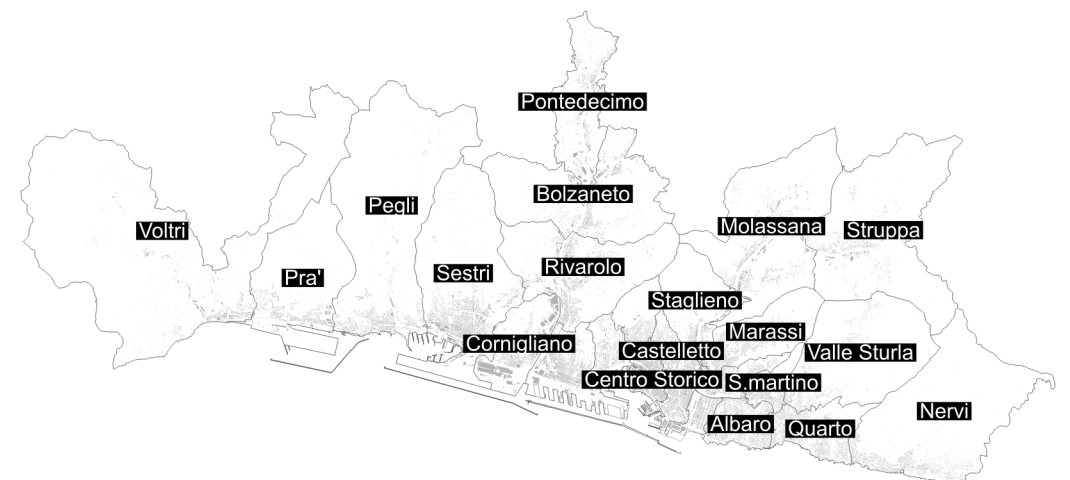 Pontedecimo
Bolzaneto
Pegli
Voltri
Molassana
Struppa
Rivarolo
Sestri
Pra'
Staglieno
Marassi
Cornigliano
Castelletto
Valle Sturla
Centro Storico
S.martino
Nervi
Albaro
Quarto